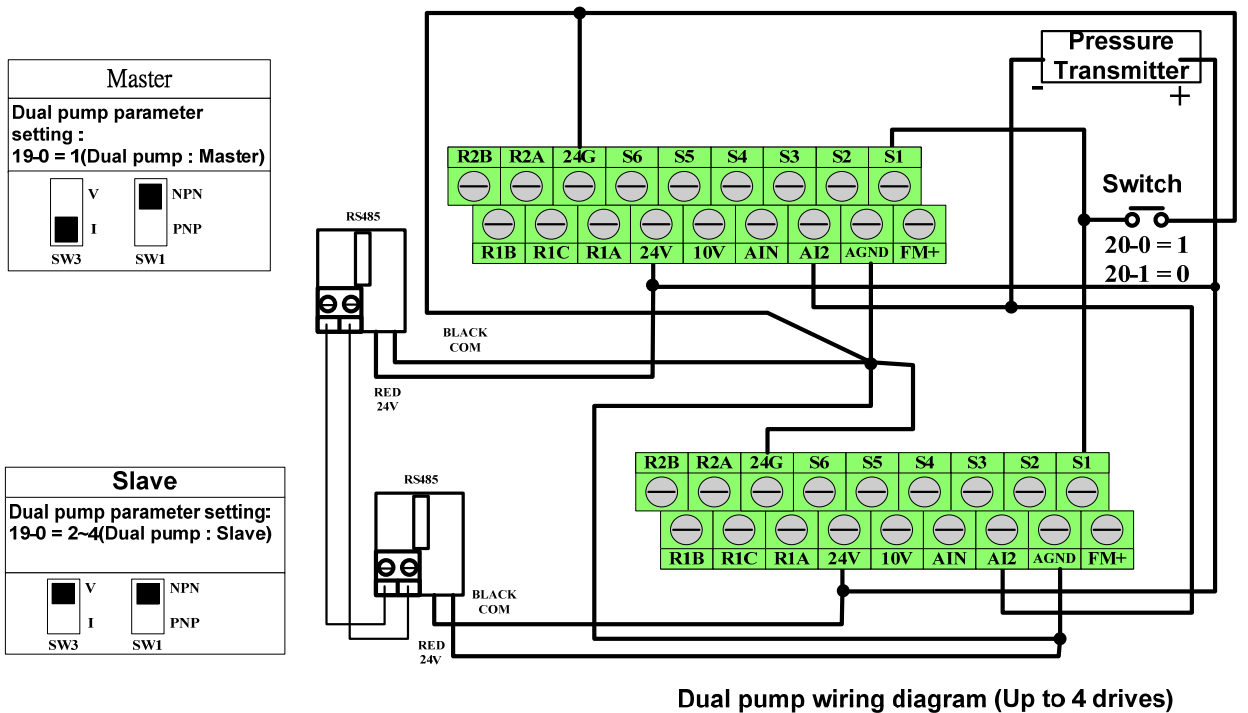 Master
Dual pump parameter
setting :
19-0 = 1(Dual pump : Master)
V
I
SW3
NPN
PNP
SW1
Pressure
Transmitter
-
+
R2B R2A 24G S6 S5 S4 S3 S2 S1
R1B R1C R1A 24V 10V AIN AI2 AGND FM+
Switch
20-0 = 1
20-1 = 0
RS485
BLACK
COM
RED
24V
Slave
Dual pump parameter setting:
19-0 = 2~4(Dual pump : Slave)
V
I
SW3
NPN
PNP
SW1
RS485
BLACK
COM
RED
24V
R2B R2A 24G S6 S5 S4 S3 S2 S1
R1B R1C R1A 24V 10V AIN AI2 AGND FM+
Dual pump wiring diagram (Up to 4 drives)